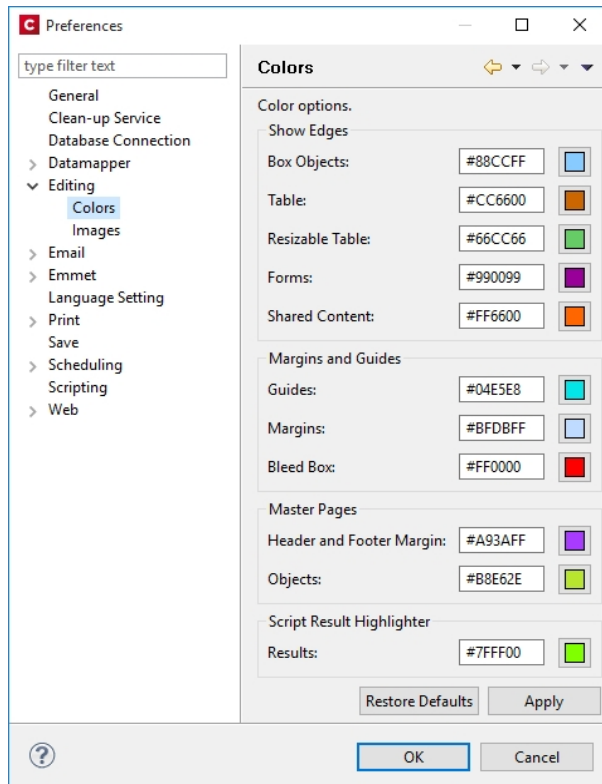 C Preferences
type filter text
General
Clean-up Service
Database Connection
Datamapper
Editing
Colors
Images
Email
Emmet
Language Setting
Print
Save
Scheduling
Scripting
Web
Colors
Color options.
Show Edges
Box Objects: #88CCFF
Table: #CC6600
Resizable Table: #66CC66
Forms: #990099
Shared Content: #FF6600
Margins and Guides
Guides: #04E5E8
Margins: #BFDBFF
Bleed Box: #FF0000
Master Pages
Header and Footer Margin: #A93AFF
Objects: #B8E62E
Script Result Highlighter
Results: #7FFF00
Restore Defaults Apply
? OK Cancel